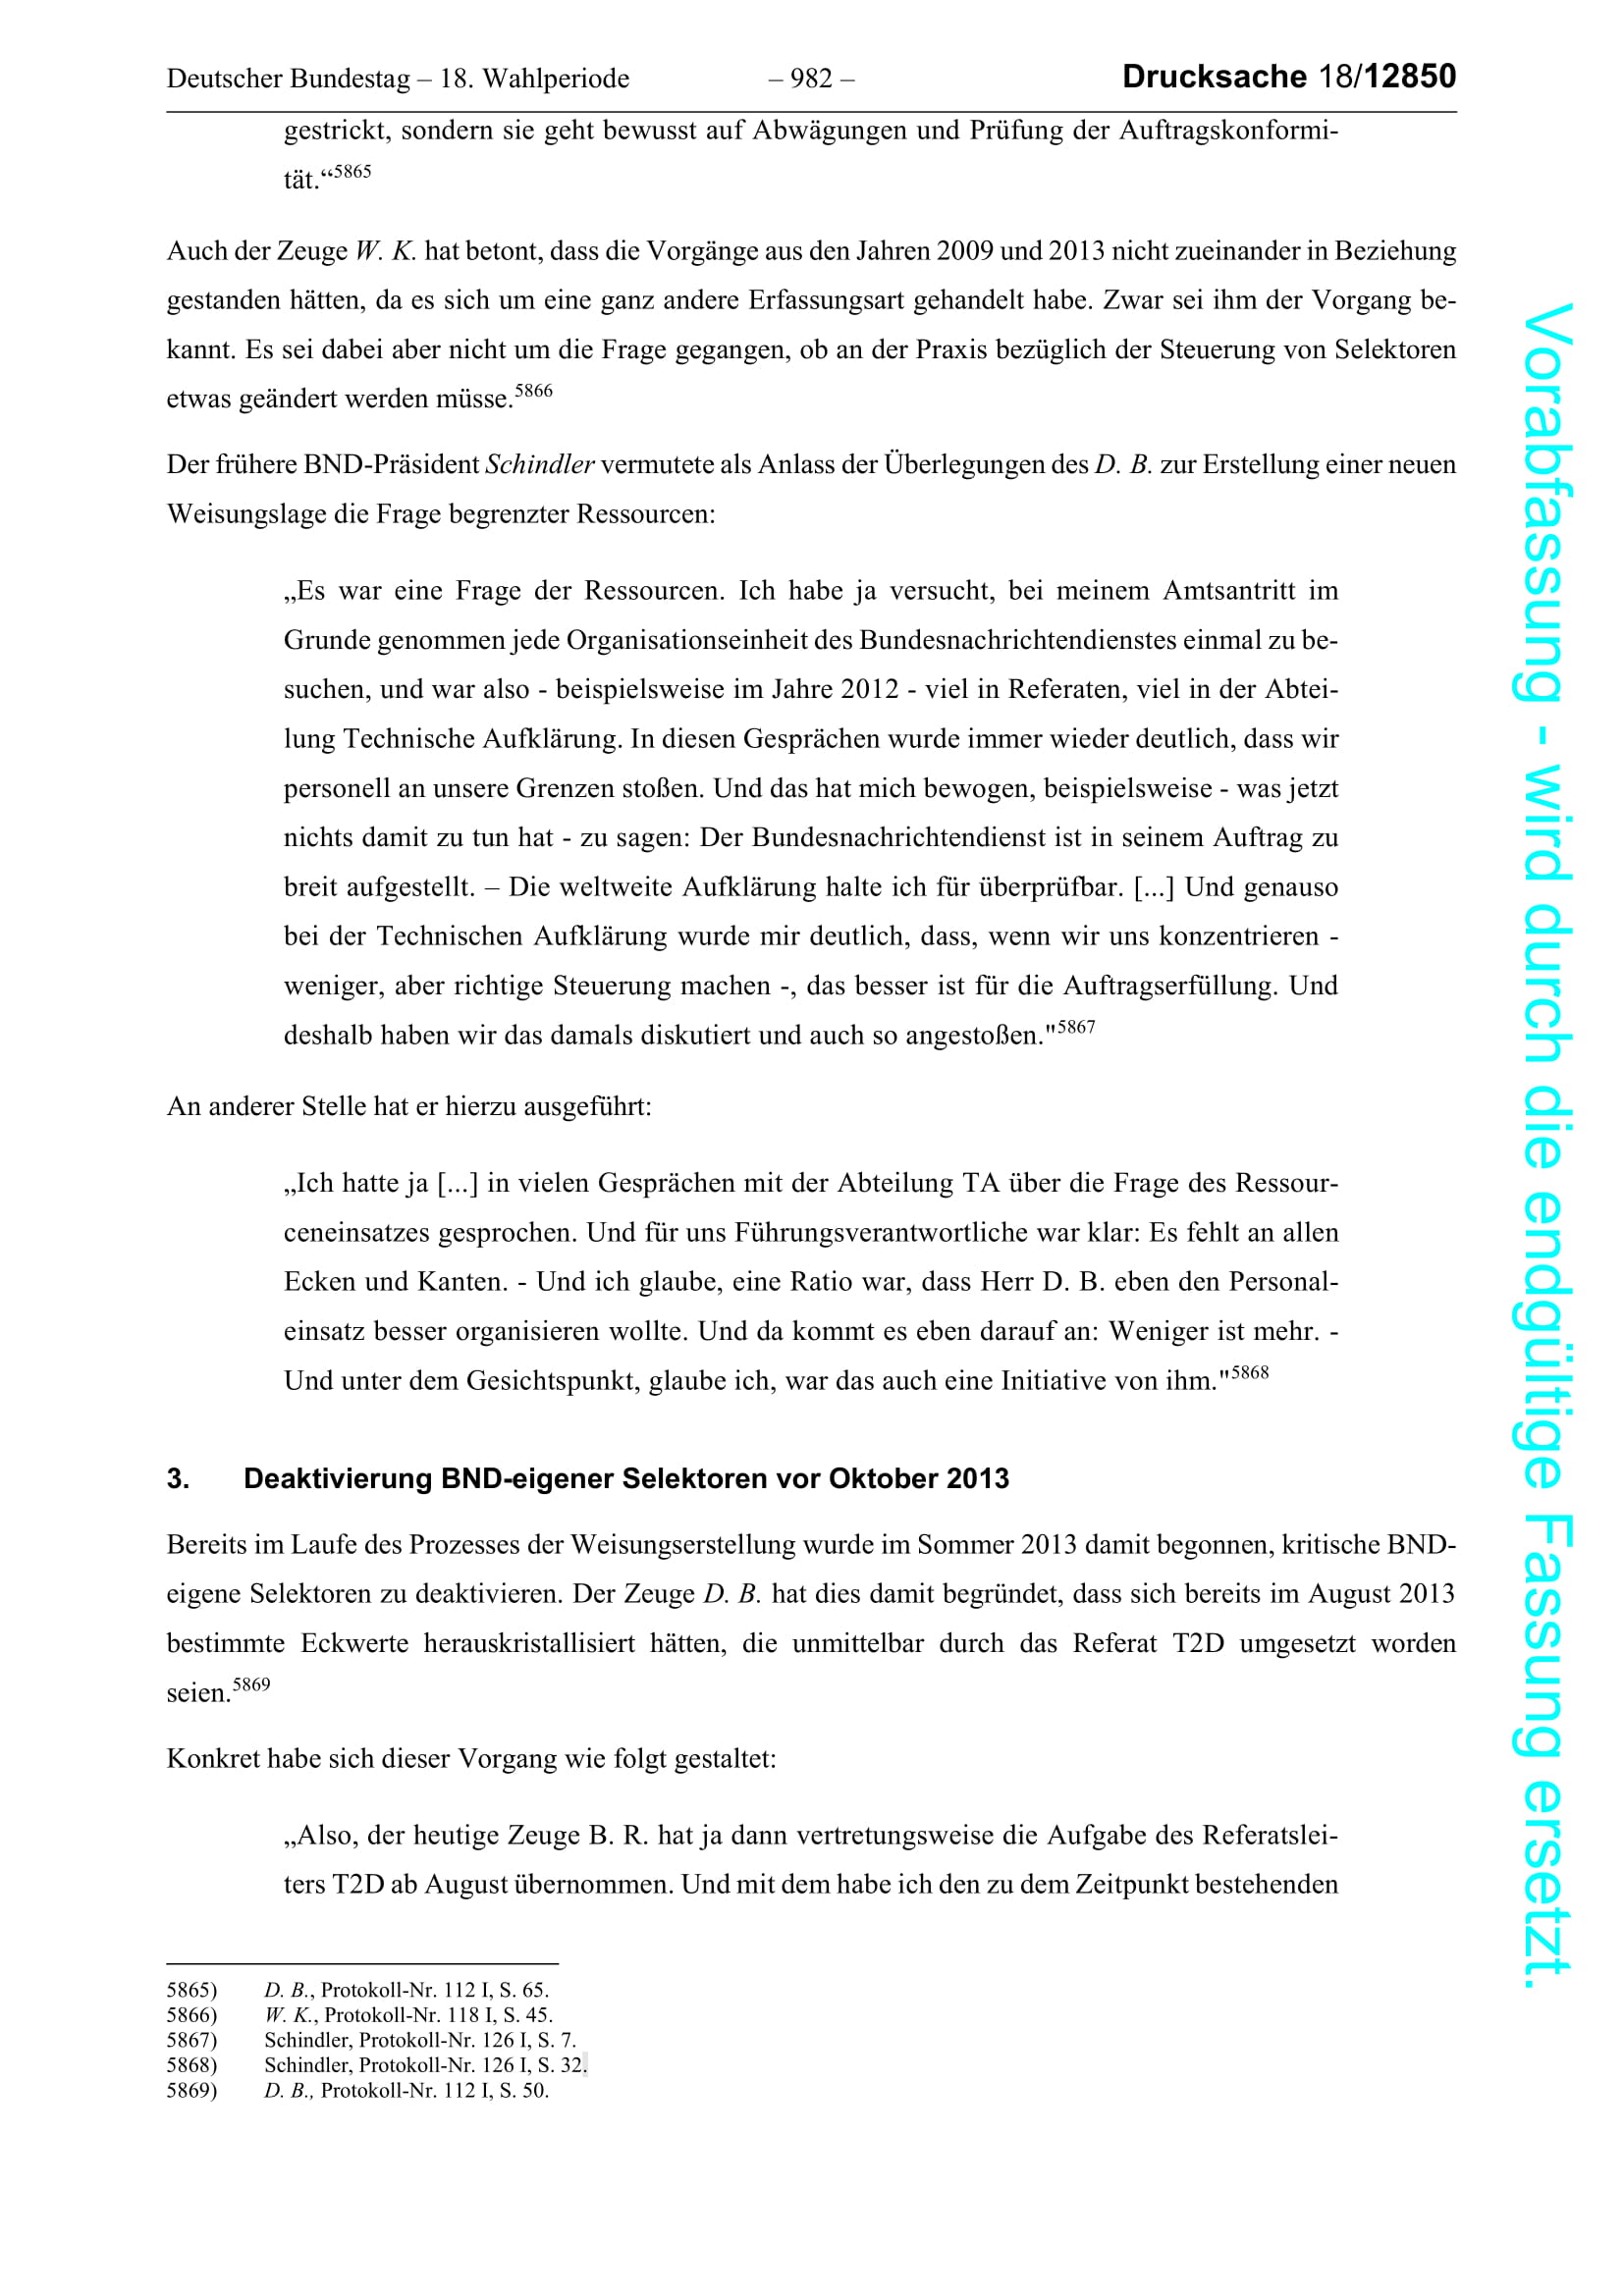 Deutscher Bundestag – 18. Wahlperiode – 982 – Drucksache 18/12850
gestrickt, sondern sie geht bewusst auf Abwägungen und Prüfung der Auftragskonformi-
tät.“5865
Auch der Zeuge W. K. hat betont, dass die Vorgänge aus den Jahren 2009 und 2013 nicht zueinander in Beziehung
gestanden hätten, da es sich um eine ganz andere Erfassungsart gehandelt habe. Zwar sei ihm der Vorgang be-
kannt. Es sei dabei aber nicht um die Frage gegangen, ob an der Praxis bezüglich der Steuerung von Selektoren
etwas geändert werden müsse.5866
Der frühere BND-Präsident Schindler vermutete als Anlass der Überlegungen des D. B. zur Erstellung einer neuen
Weisungslage die Frage begrenzter Ressourcen:
„Es war eine Frage der Ressourcen. Ich habe ja versucht, bei meinem Amtsantritt im
Grunde genommen jede Organisationseinheit des Bundesnachrichtendienstes einmal zu be-
suchen, und war also - beispielsweise im Jahre 2012 - viel in Referaten, viel in der Abtei-
lung Technische Aufklärung. In diesen Gesprächen wurde immer wieder deutlich, dass wir
personell an unsere Grenzen stoßen. Und das hat mich bewogen, beispielsweise - was jetzt
nichts damit zu tun hat - zu sagen: Der Bundesnachrichtendienst ist in seinem Auftrag zu
breit aufgestellt. – Die weltweite Aufklärung halte ich für überprüfbar. [...] Und genauso
bei der Technischen Aufklärung wurde mir deutlich, dass, wenn wir uns konzentrieren -
weniger, aber richtige Steuerung machen -, das besser ist für die Auftragserfüllung. Und
deshalb haben wir das damals diskutiert und auch so angestoßen."5867
An anderer Stelle hat er hierzu ausgeführt:
„Ich hatte ja [...] in vielen Gesprächen mit der Abteilung TA über die Frage des Ressour-
ceneinsatzes gesprochen. Und für uns Führungsverantwortliche war klar: Es fehlt an allen
Ecken und Kanten. - Und ich glaube, eine Ratio war, dass Herr D. B. eben den Personal-
einsatz besser organisieren wollte. Und da kommt es eben darauf an: Weniger ist mehr. -
Und unter dem Gesichtspunkt, glaube ich, war das auch eine Initiative von ihm."5868
3. Deaktivierung BND-eigener Selektoren vor Oktober 2013
Bereits im Laufe des Prozesses der Weisungserstellung wurde im Sommer 2013 damit begonnen, kritische BND-
eigene Selektoren zu deaktivieren. Der Zeuge D. B. hat dies damit begründet, dass sich bereits im August 2013
bestimmte Eckwerte herauskristallisiert hätten, die unmittelbar durch das Referat T2D umgesetzt worden
seien.5869
Konkret habe sich dieser Vorgang wie folgt gestaltet:
„Also, der heutige Zeuge B. R. hat ja dann vertretungsweise die Aufgabe des Referatslei-
ters T2D ab August übernommen. Und mit dem habe ich den zu dem Zeitpunkt bestehenden
5865) D. B., Protokoll-Nr. 112 I, S. 65.
5866) W. K., Protokoll-Nr. 118 I, S. 45.
5867) Schindler, Protokoll-Nr. 126 I, S. 7.
5868) Schindler, Protokoll-Nr. 126 I, S. 32.
5869) D. B., Protokoll-Nr. 112 I, S. 50.
Vorabfassung - wird durch die endgültige Fassung ersetzt.